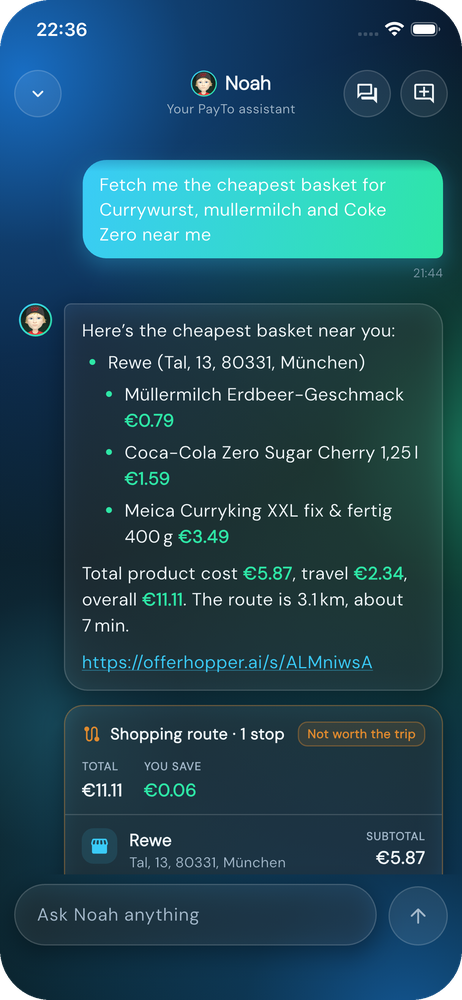 22:36
Noah
Your PayTo assistant
Fetch me the cheapest basket for
Currywurst, mullermilch and Coke
Zero near me
21:44
Here's the cheapest basket near you:
• Rewe (Tal, 13, 80331, München)
• Müllermilch Erdbeer-Geschmack
€0.79
• Coca-Cola Zero Sugar Cherry 1,25 l
€1.59
• Meica Curryking XXL fix & fertig
400 g €3.49
Total product cost €5.87, travel €2.34,
overall €11.11. The route is 3.1 km, about
7 min.
https://offerhopper.ai/s/ALMniwsA
Shopping route · 1 stop Not worth the trip
TOTAL YOU SAVE
€11.11 €0.06
Rewe SUBTOTAL
Tal, 13, 80331, München €5.87
Ask Noah anything